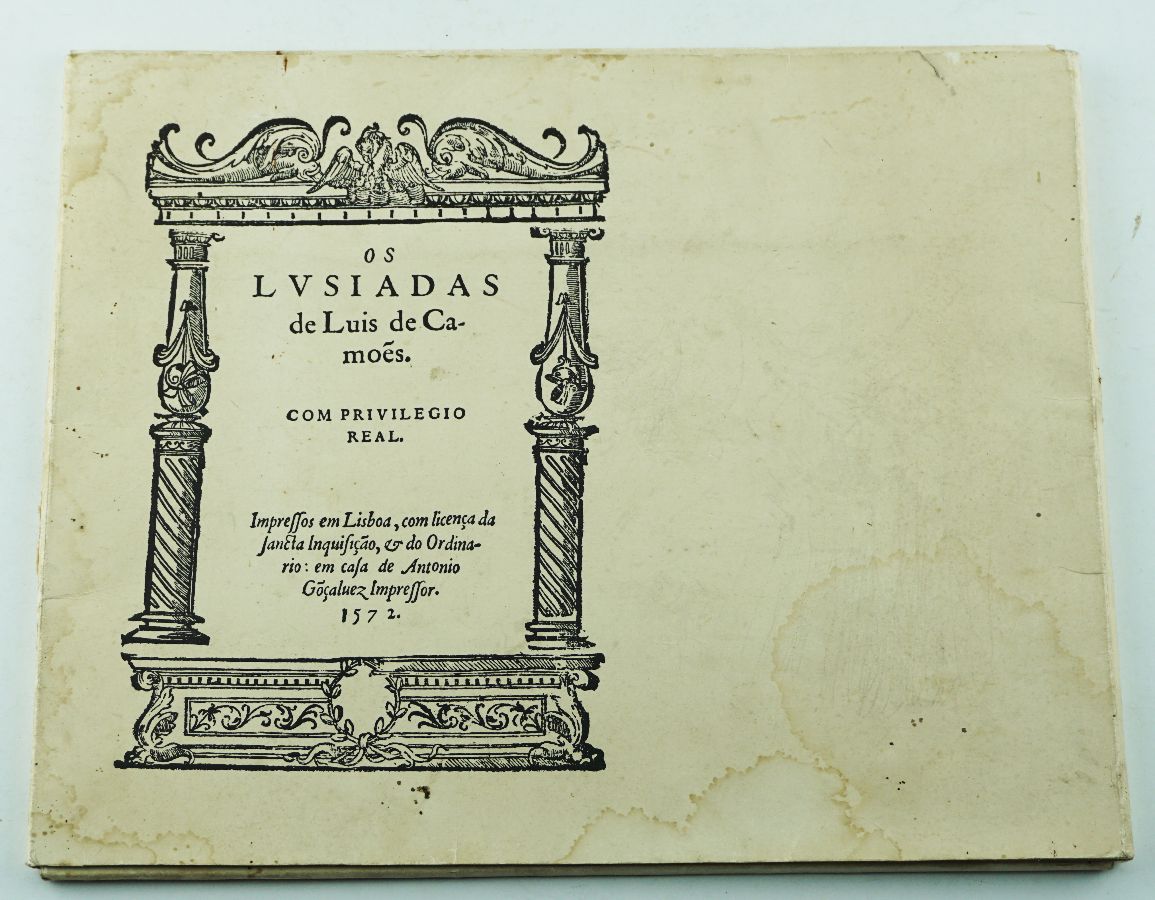 OS
LVSIADAS
de Luis de Ca-
moẽs.
COM PRIVILEGIO
REAL.
Impreſſos em Lisboa, com licença da
ſancta Inquiſição, & do Ordina-
rio: em caſa de Antonio
Gõçaluez Impreſſor.
1572.